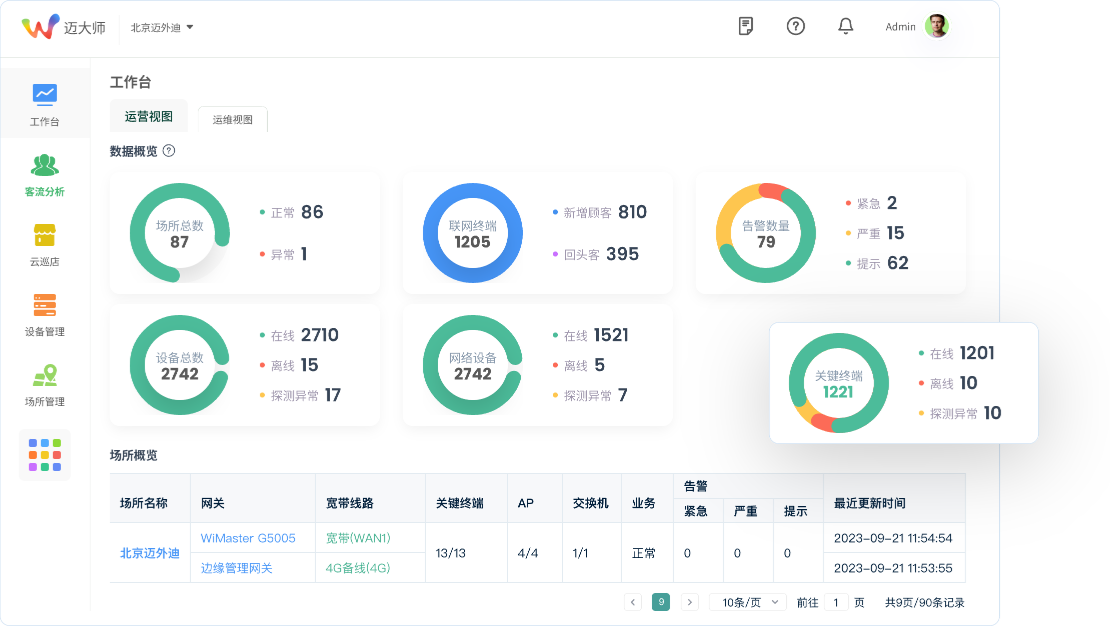 迈大师
北京迈外迪
Admin
工作台
客流分析
云巡店
设备管理
场所管理
工作台
运营视图
运维视图
数据概览
场所总数
87
正常 86
异常 1
联网终端
1205
新增顾客 810
回头客 395
告警数量
79
紧急 2
严重 15
提示 62
设备总数
2742
在线 2710
离线 15
探测异常 17
网络设备
2742
在线 1521
离线 5
探测异常 7
关键终端
1221
在线 1201
离线 10
探测异常 10
场所概览
场所名称 网关 宽带线路 关键终端 AP 交换机 业务 告警 最近更新时间
紧急 严重 提示
北京迈外迪 WiMaster G5005 宽带(WAN1) 13/13 4/4 1/1 正常 0 0 0 2023-09-21 11:54:54
边缘管理网关 4G备线(4G) 2023-09-21 11:53:55
9 10条/页 前往 1 页 共9页/90条记录